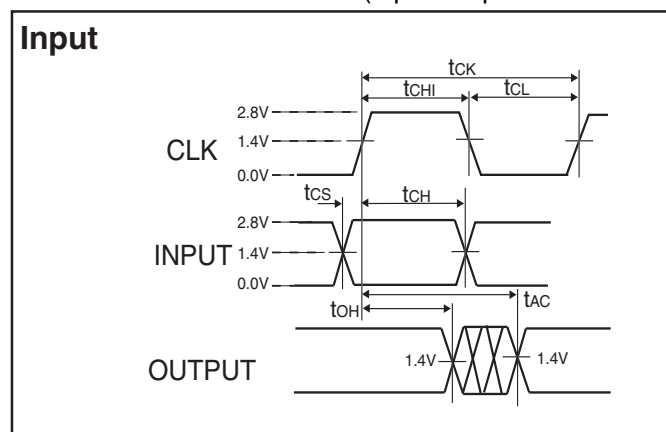 Input
tCK
tCHI
tCL
2.8V
1.4V
0.0V
CLK
tCS
tCH
2.8V
INPUT
1.4V
0.0V
tAC
tOH
1.4V
1.4V
OUTPUT